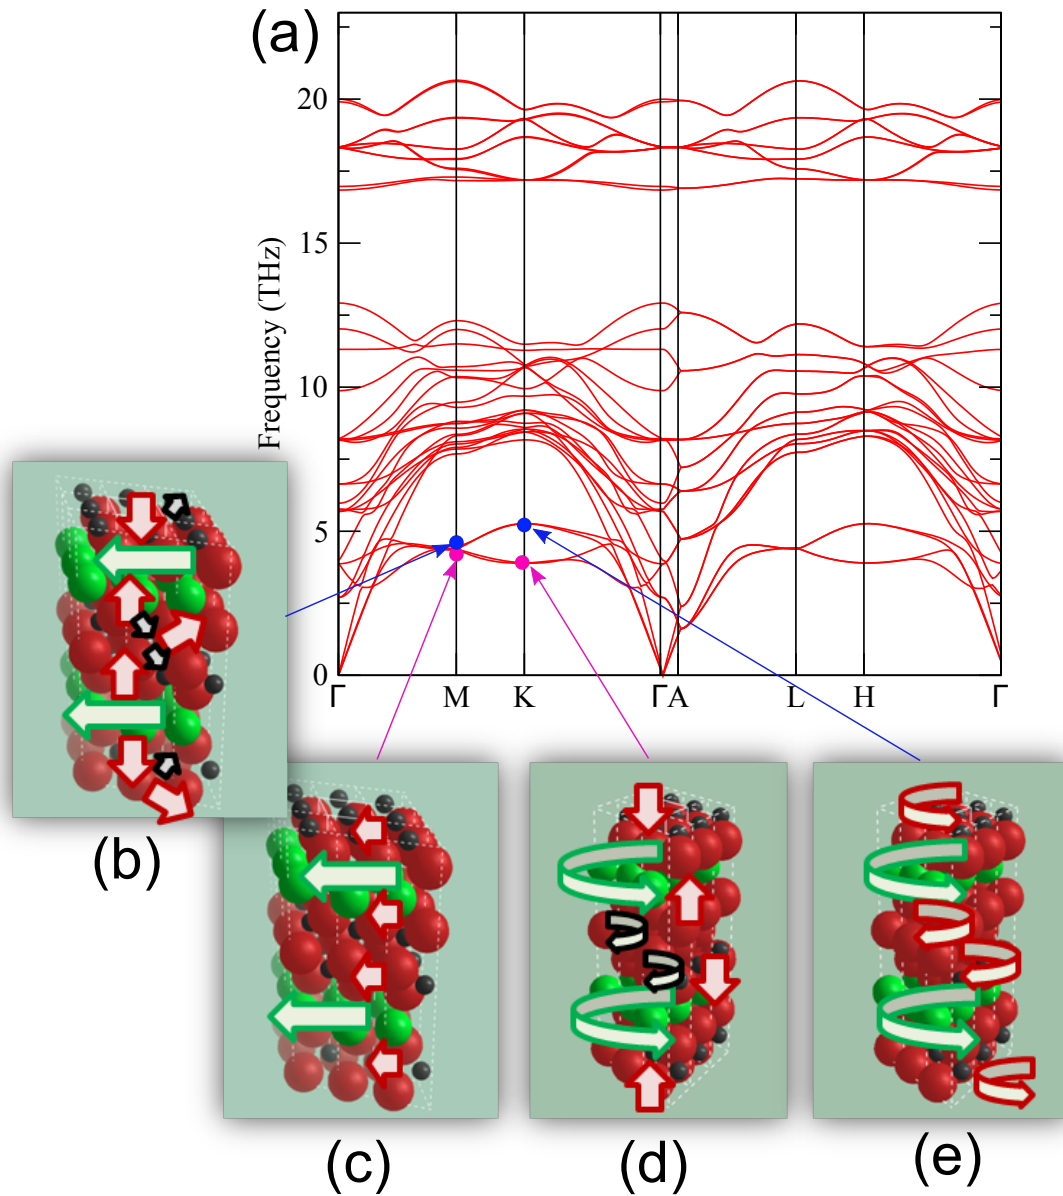 (a)
Frequency (THz)
20
15
10
5
0
Γ M K Γ A L H Γ
(b)
(c)
(d)
(e)